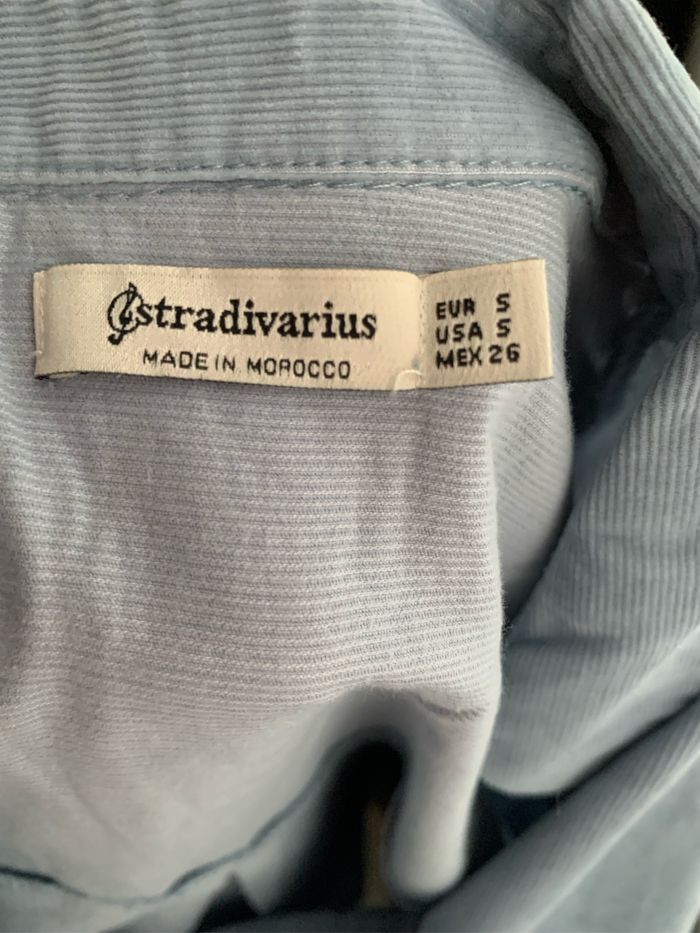 stradivarius
MADE IN MOROCCO
EUR S
USA S
MEX 26